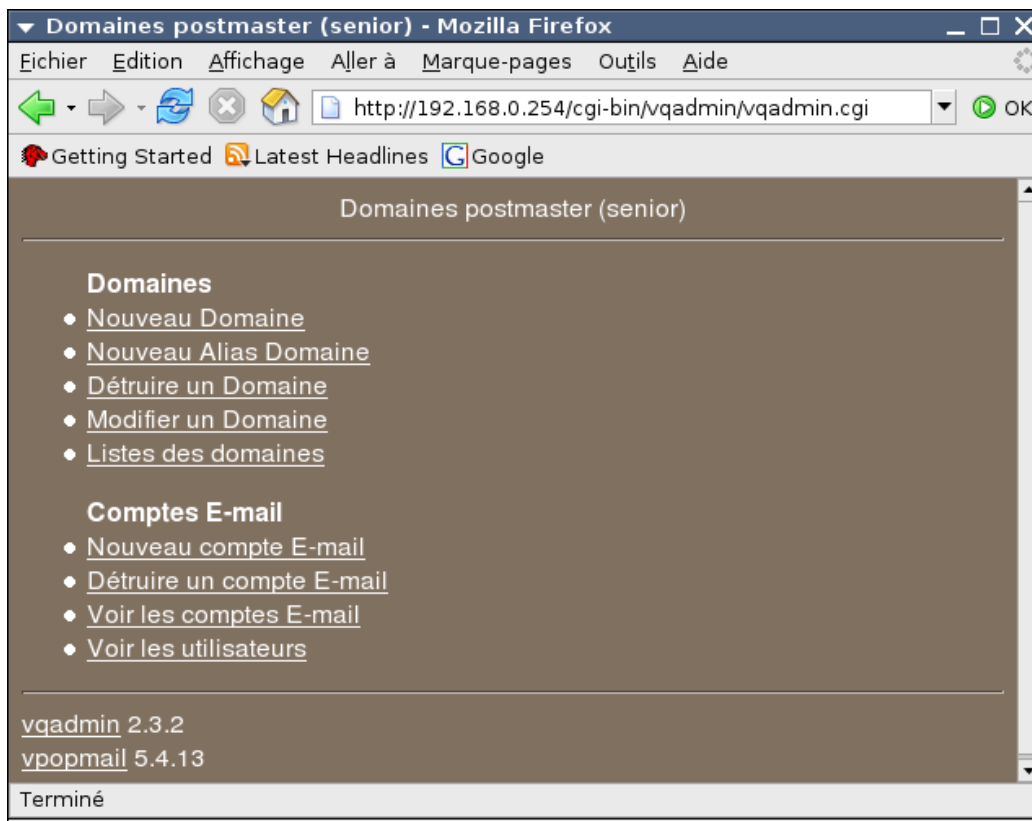 Domaines postmaster (senior) - Mozilla Firefox
Fichier Edition Affichage Aller à Marque-pages Outils Aide
http://192.168.0.254/cgi-bin/vqadmin/vqadmin.cgi OK
Getting Started Latest Headlines G Google
Domaines postmaster (senior)
Domaines
Nouveau Domaine
Nouveau Alias Domaine
Détruire un Domaine
Modifier un Domaine
Listes des domaines
Comptes E-mail
Nouveau compte E-mail
Détruire un compte E-mail
Voir les comptes E-mail
Voir les utilisateurs
vqadmin 2.3.2
vpopmail 5.4.13
Terminé